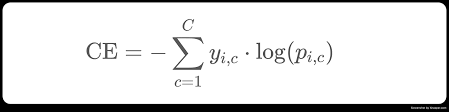 CE = − ∑_{c=1}^{C} y_{i,c} · log(p_{i,c})